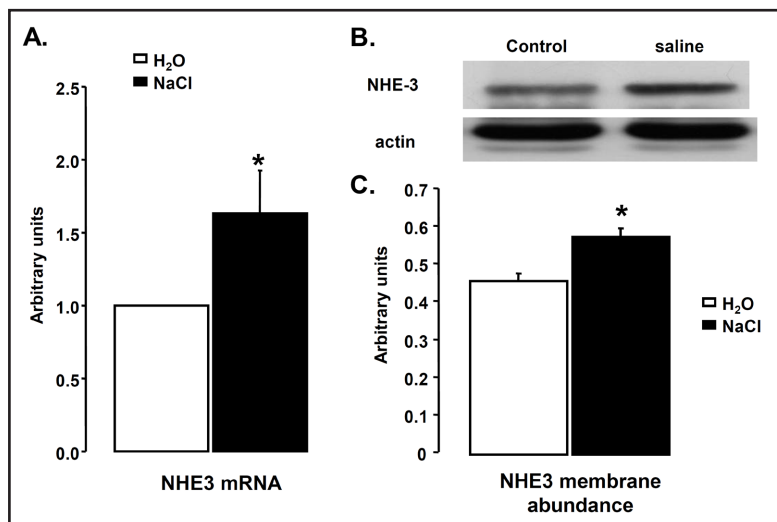 A.
H₂O
NaCl
Arbitrary units
2.5
2.0
1.5
1.0
0.5
0.0
*
NHE3 mRNA
B.
Control saline
NHE-3
actin
C.
Arbitrary units
0.7
0.6
0.5
0.4
0.3
0.2
0.1
0
*
H₂O
NaCl
NHE3 membrane
abundance